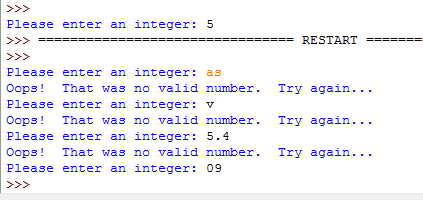 >>>
Please enter an integer: 5
>>> ================================ RESTART ========
>>>
Please enter an integer: as
Oops!  That was no valid number.  Try again...
Please enter an integer: v
Oops!  That was no valid number.  Try again...
Please enter an integer: 5.4
Oops!  That was no valid number.  Try again...
Please enter an integer: 09
>>>